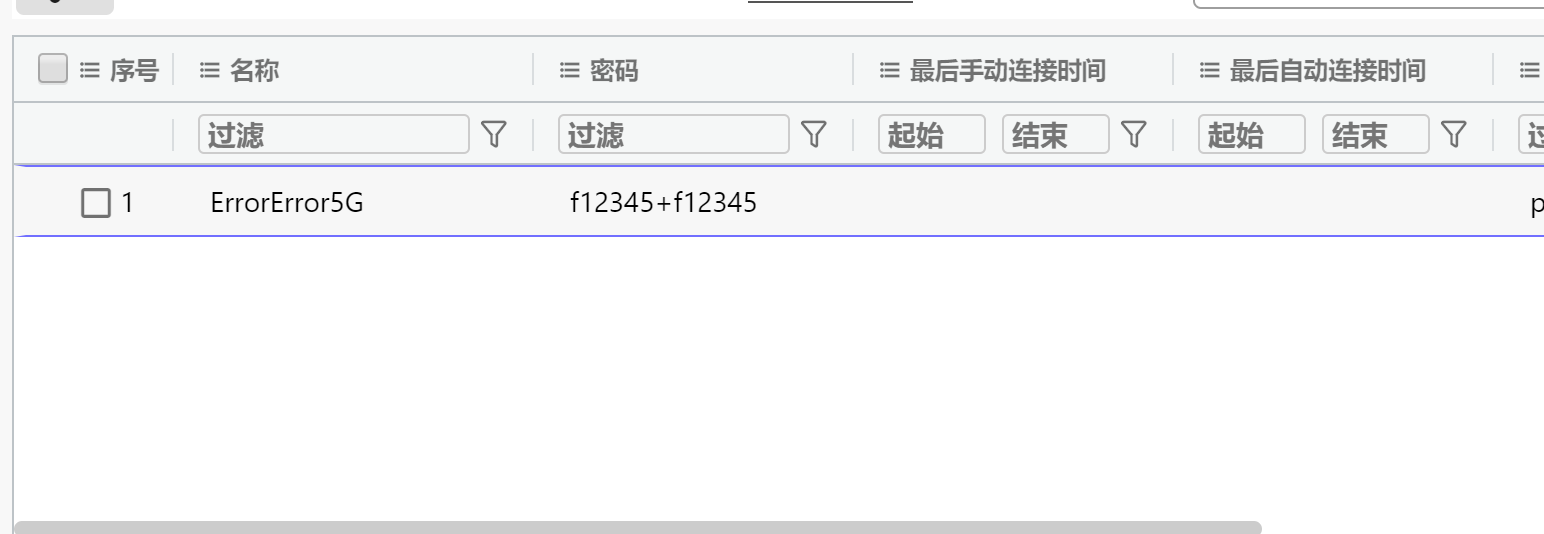 序号 名称 密码 最后手动连接时间 最后自动连接时间
过滤 过滤 起始 结束 起始 结束
1 ErrorError5G f12345+f12345